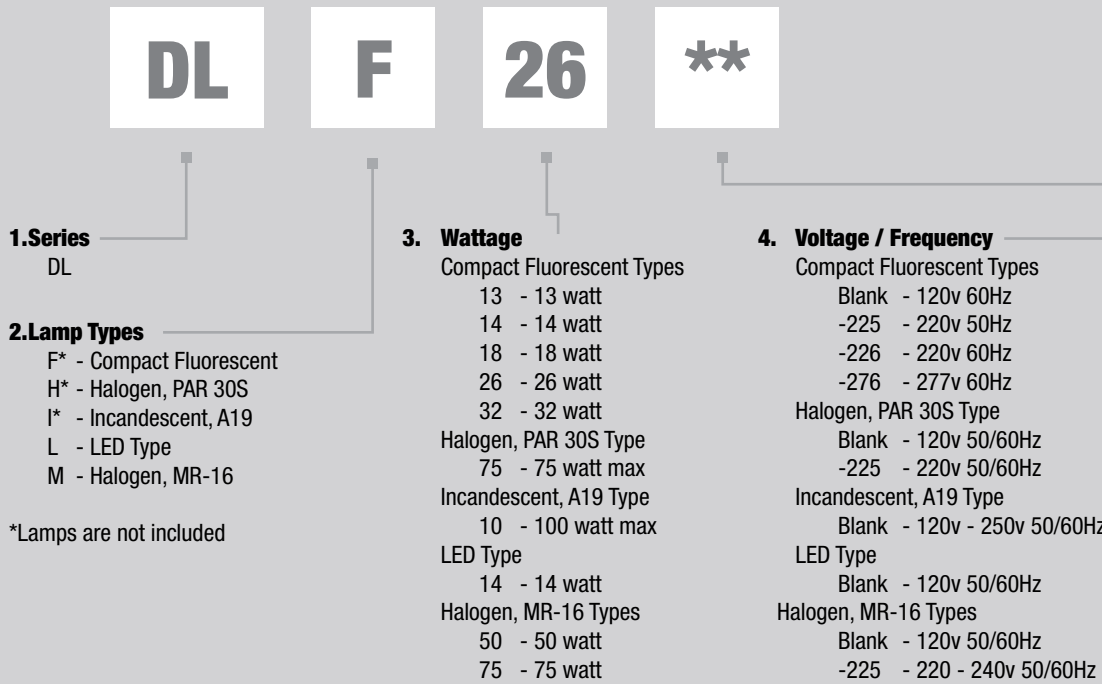 DL F 26 **
1.Series
DL
2.Lamp Types
F* - Compact Fluorescent
H* - Halogen, PAR 30S
I* - Incandescent, A19
L - LED Type
M - Halogen, MR-16
*Lamps are not included
3. Wattage
Compact Fluorescent Types
13 - 13 watt
14 - 14 watt
18 - 18 watt
26 - 26 watt
32 - 32 watt
Halogen, PAR 30S Type
75 - 75 watt max
Incandescent, A19 Type
10 - 100 watt max
LED Type
14 - 14 watt
Halogen, MR-16 Types
50 - 50 watt
75 - 75 watt
4. Voltage / Frequency
Compact Fluorescent Types
Blank - 120v 60Hz
-225 - 220v 50Hz
-226 - 220v 60Hz
-276 - 277v 60Hz
Halogen, PAR 30S Type
Blank - 120v 50/60Hz
-225 - 220v 50/60Hz
Incandescent, A19 Type
Blank - 120v - 250v 50/60Hz
LED Type
Blank - 120v 50/60Hz
Halogen, MR-16 Types
Blank - 120v 50/60Hz
-225 - 220 - 240v 50/60Hz